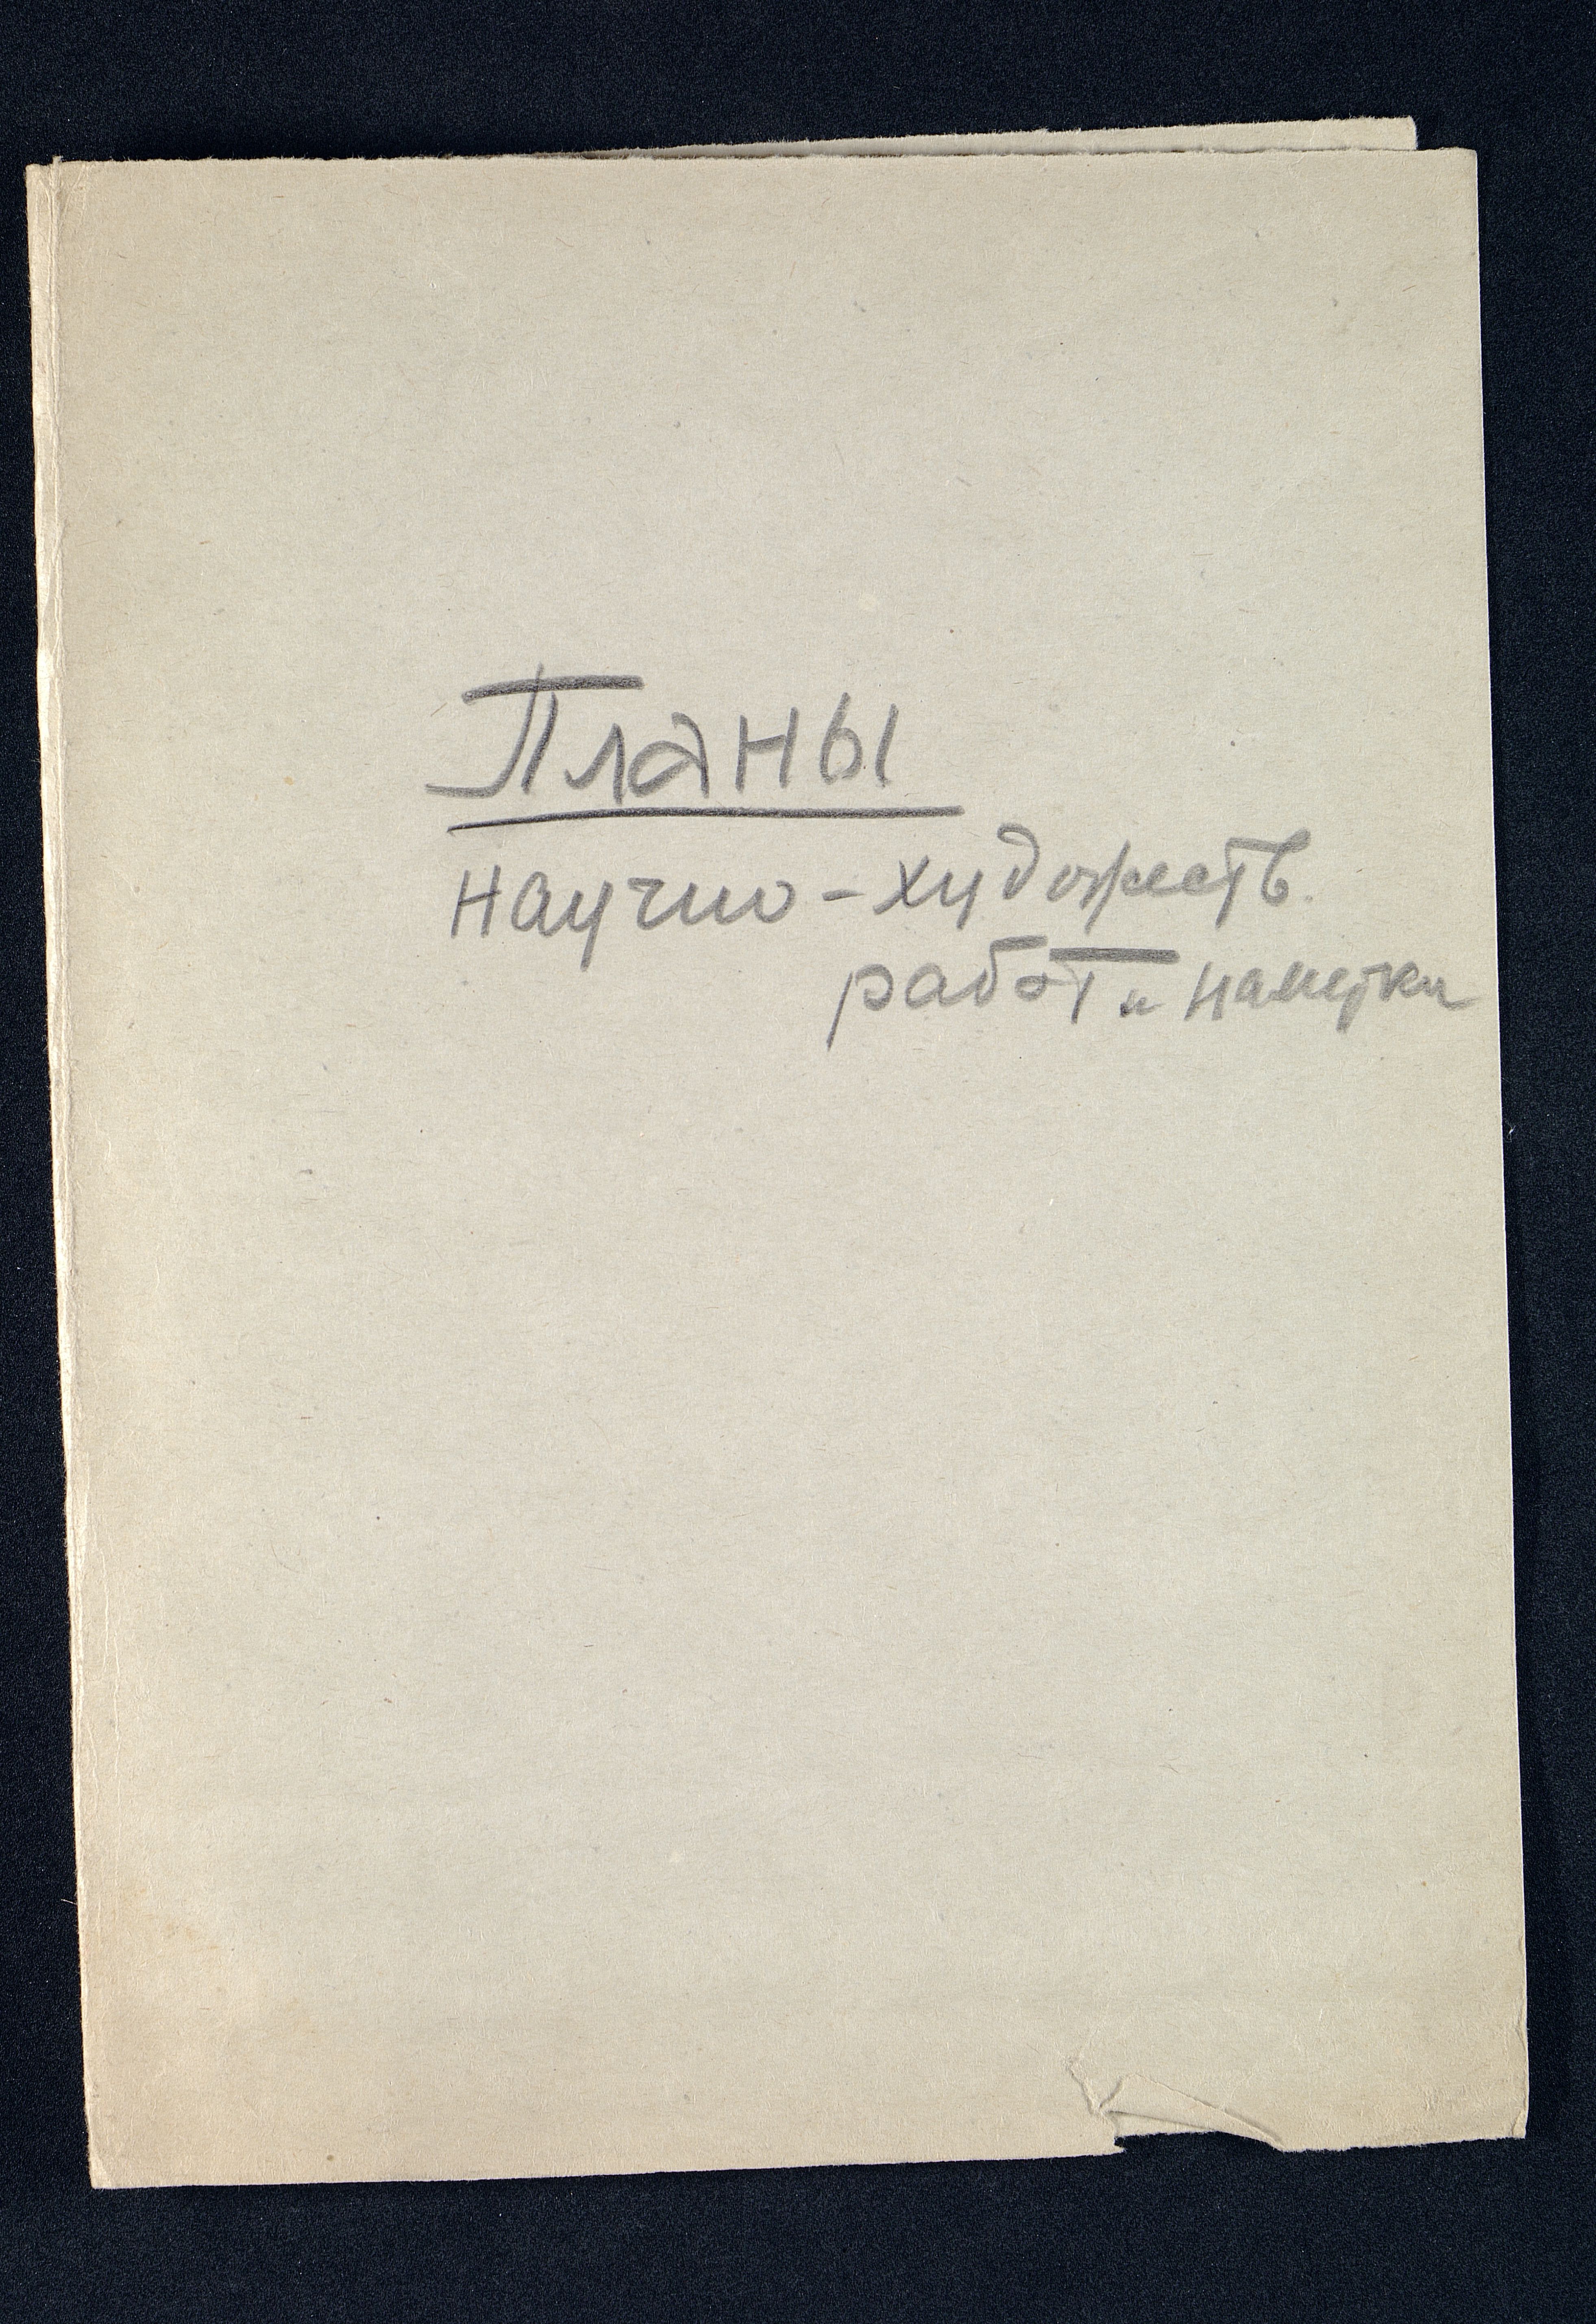 Планы
научно-художеств.
работ и наметки